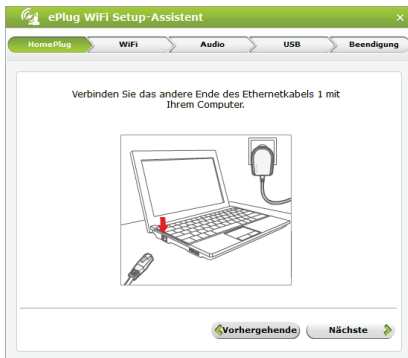 ePlug WiFi Setup-Assistent
HomePlug WiFi Audio USB Beendigung
Verbinden Sie das andere Ende des Ethernetkabels 1 mit
Ihrem Computer.
Vorhergehende Nächste